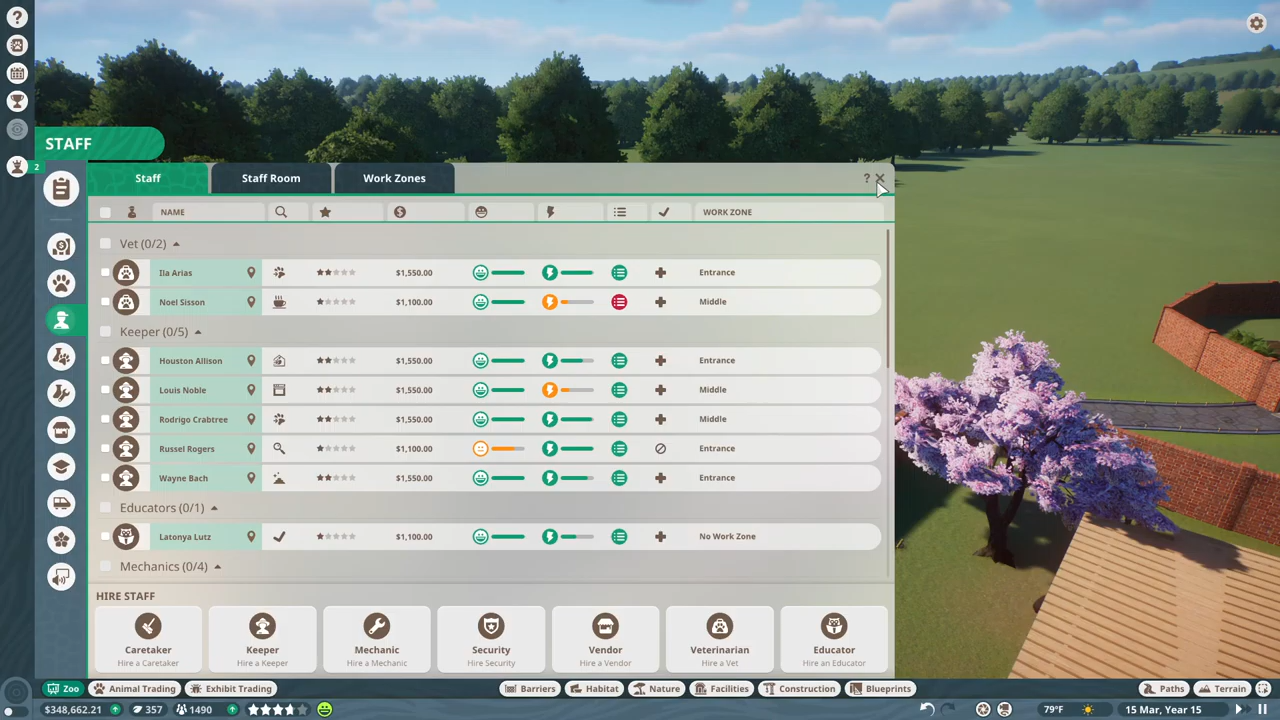 ?
2
STAFF
Staff Staff Room Work Zones ?
NAME WORK ZONE
Vet (0/2)
Ila Arias $1,550.00 Entrance
Noel Sisson $1,100.00 Middle
Keeper (0/5)
Houston Allison $1,550.00 Entrance
Louis Noble $1,550.00 Middle
Rodrigo Crabtree $1,550.00 Middle
Russel Rogers $1,100.00 Entrance
Wayne Bach $1,550.00 Entrance
Educators (0/1)
Latonya Lutz $1,100.00 No Work Zone
Mechanics (0/4)
HIRE STAFF
Caretaker Keeper Mechanic Security Vendor Veterinarian Educator
Hire a Caretaker Hire a Keeper Hire a Mechanic Hire Security Hire a Vendor Hire a Vet Hire an Educator
Zoo Animal Trading Exhibit Trading Barriers Habitat Nature Facilities Construction Blueprints Paths Terrain
$348,662.21 357 1490 79°F 15 Mar, Year 15